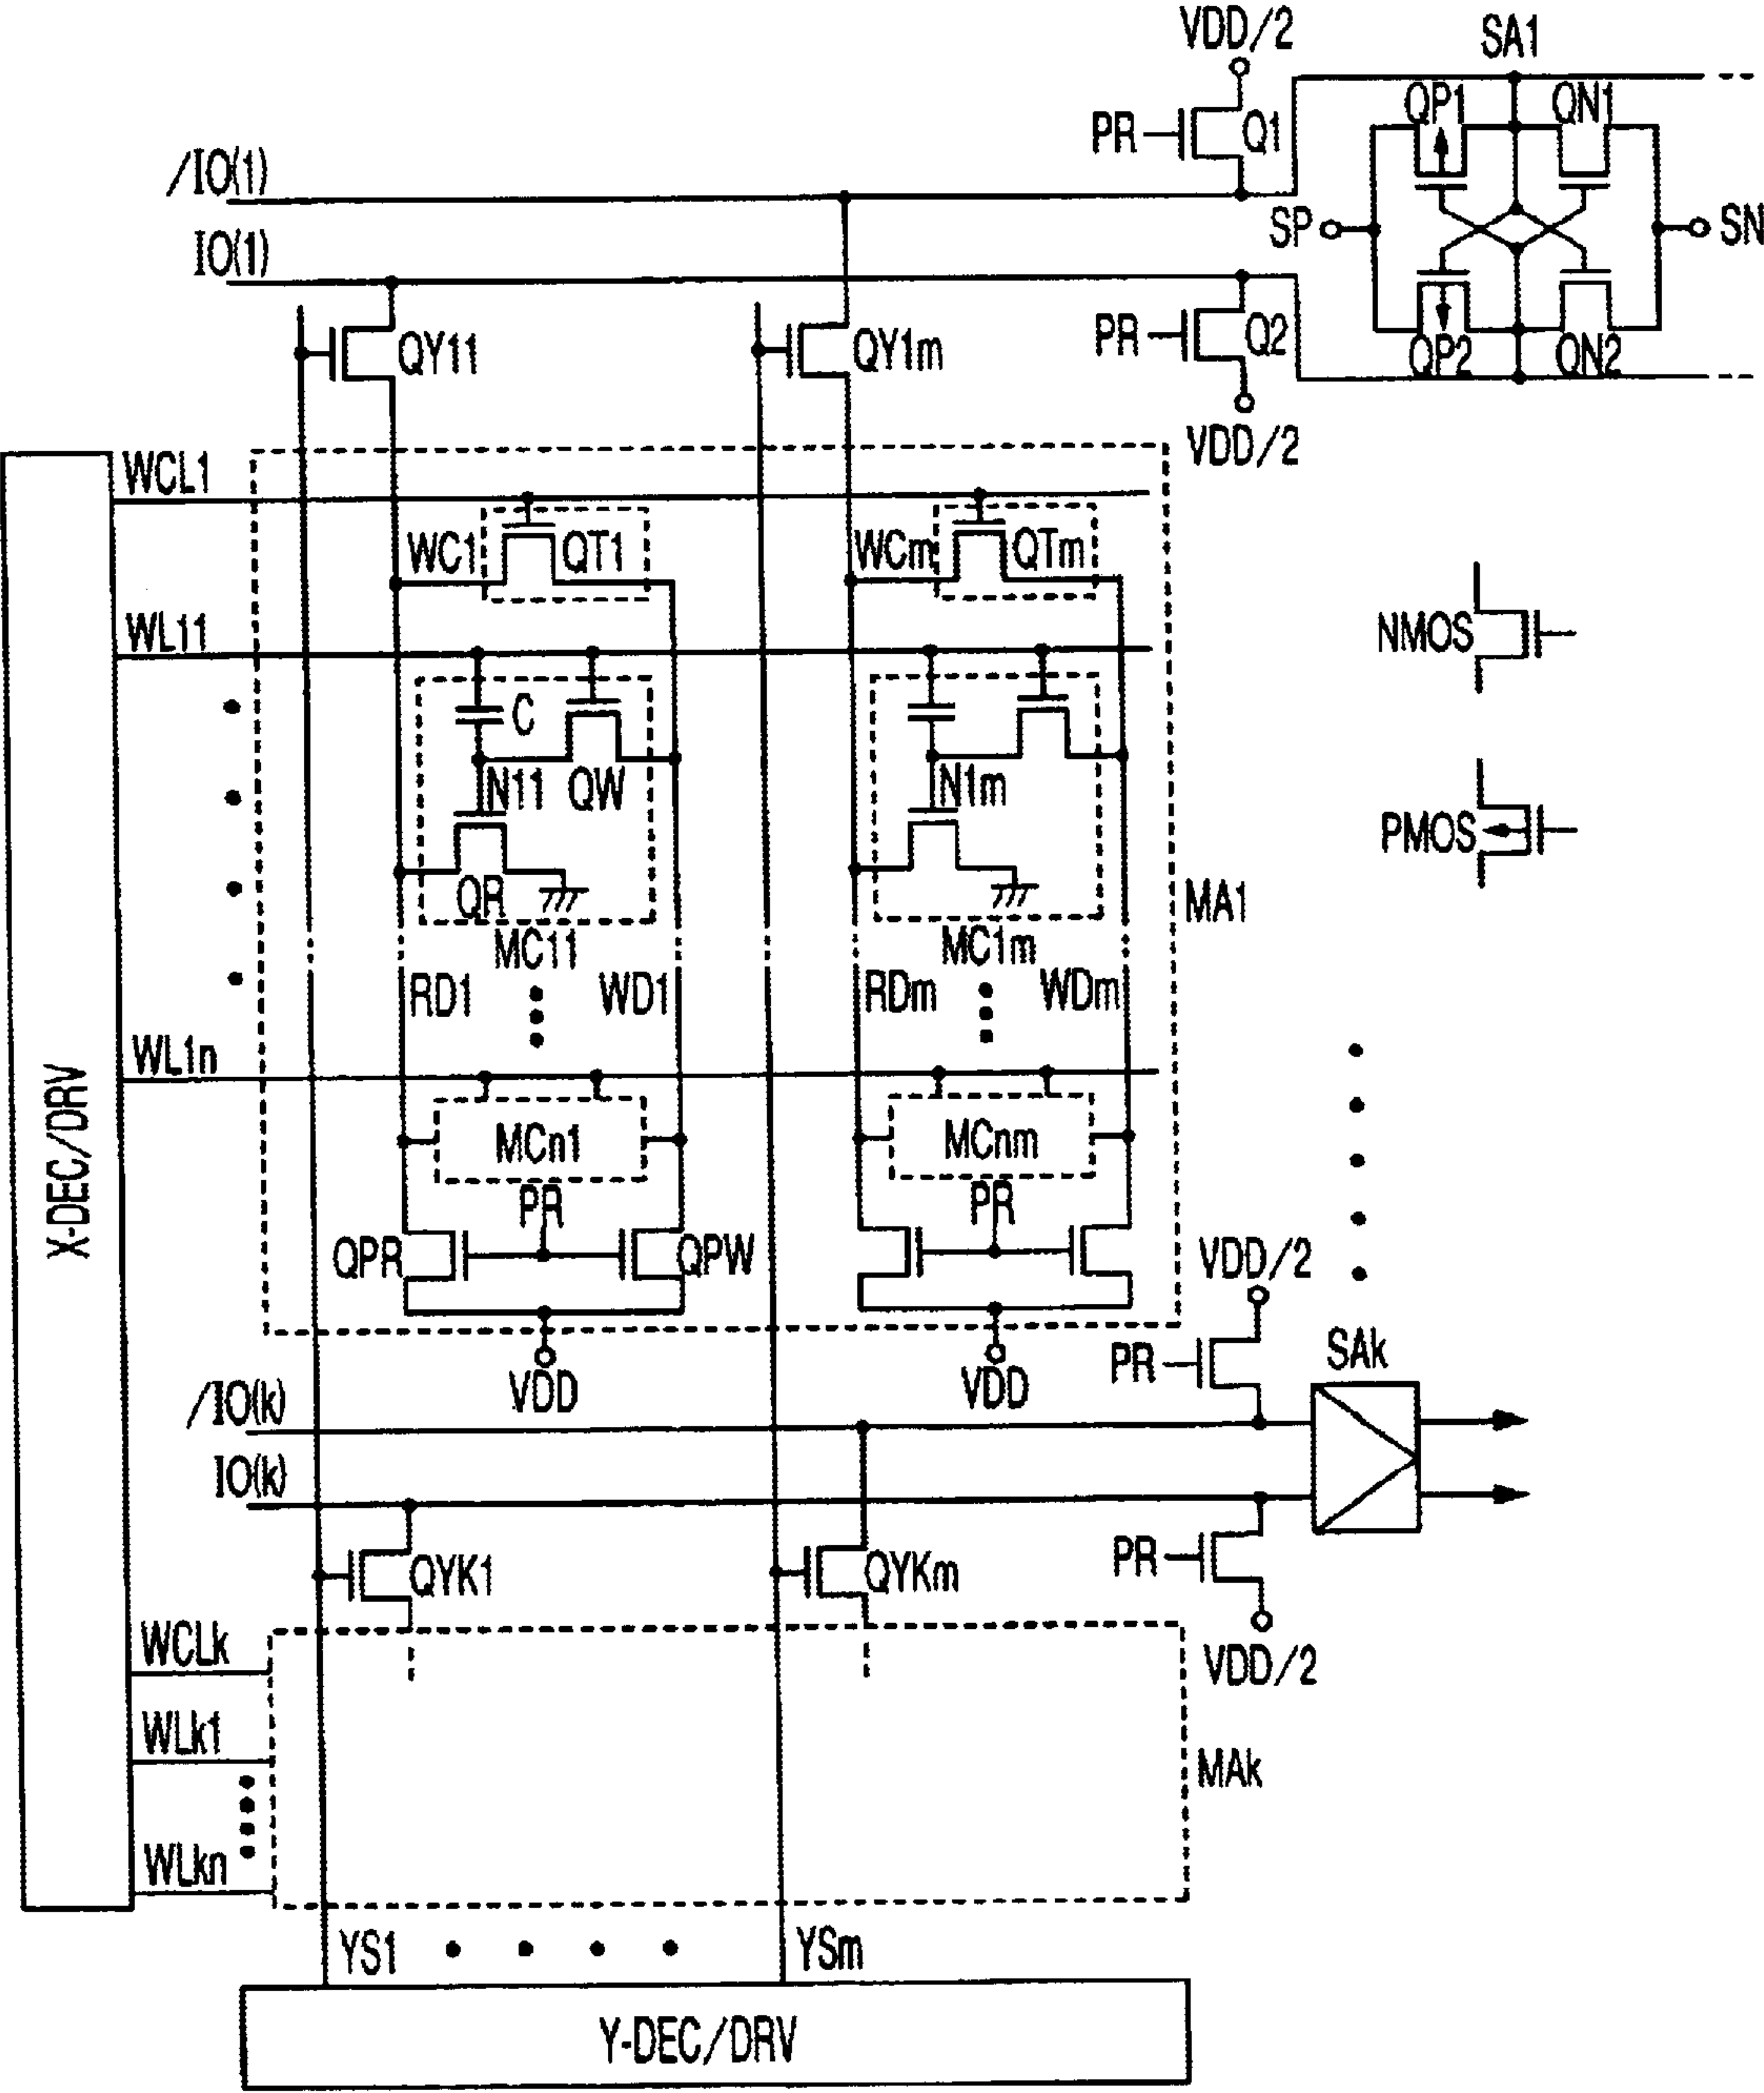 VDD/2
SA1
PR
Q1
QP1
QN1
/IO(1)
SP
SN
IO(1)
PR
Q2
QP2
QN2
QY11
QY1m
VDD/2
WCL1
WC1
QT1
WCm
QTm
WL11
NMOS
C
N11
QW
N1m
QR
PMOS
MA1
MC11
MC1m
RD1
WD1
RDm
WDm
WL1n
X-DEC/DRV
MCn1
MCnm
PR
PR
QPR
QPW
VDD/2
VDD
VDD
PR
SAk
/IO(k)
IO(k)
QYK1
QYKm
PR
WCLk
VDD/2
WLk1
MAk
WLkn
YS1
YSm
Y-DEC/DRV